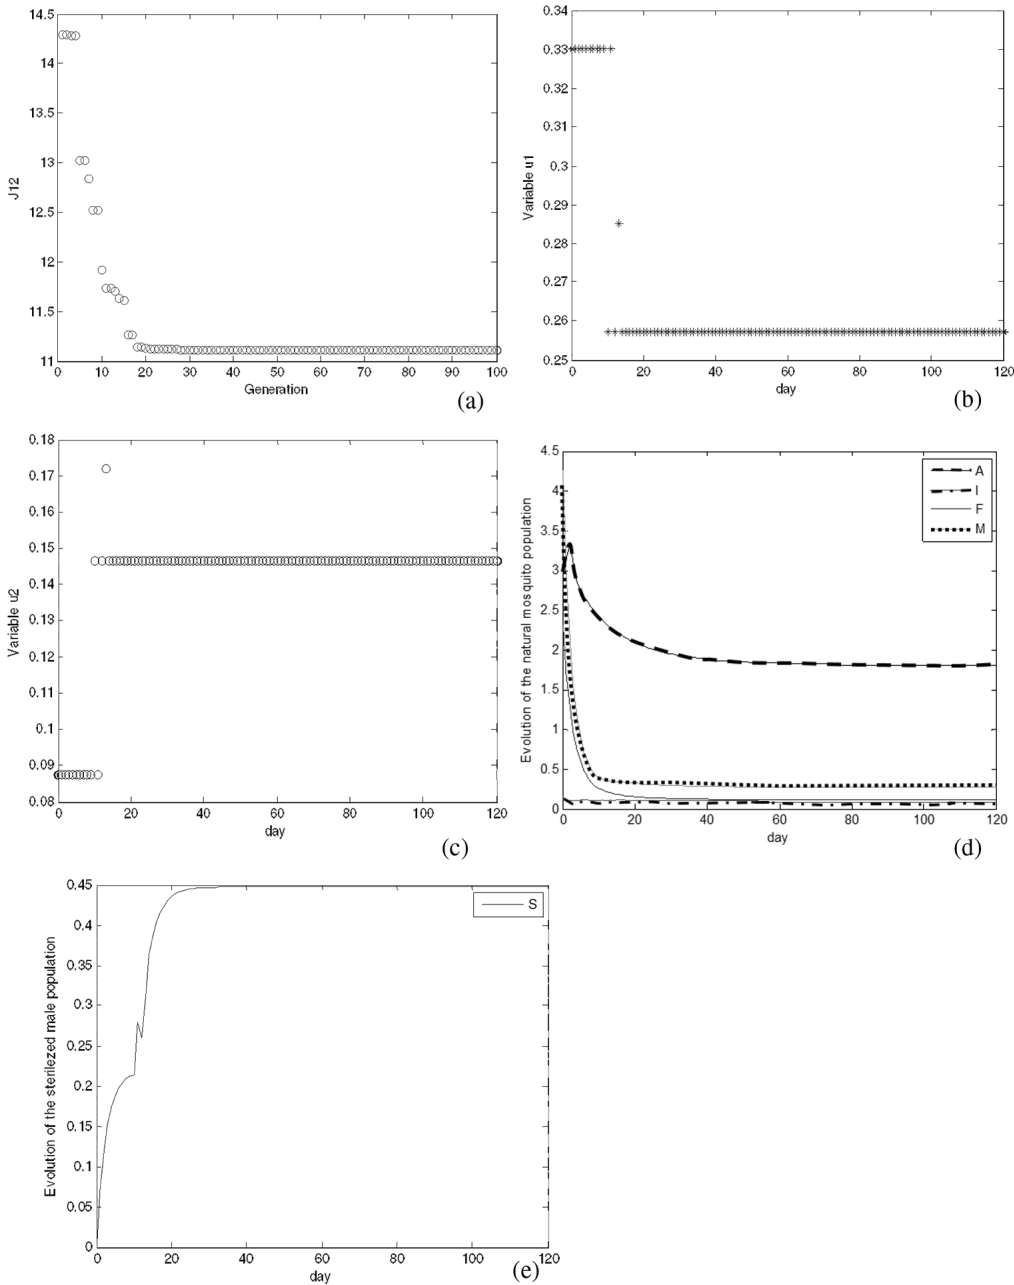 14.5
14
13.5
13
12.5
12
11.5
11
J12
0 10 20 30 40 50 60 70 80 90 100
Generation
(a)
0.34
0.33
0.32
0.31
0.3
0.29
0.28
0.27
0.26
0.25
Variable u1
0 20 40 60 80 100 120
day
(b)
0.18
0.17
0.16
0.15
0.14
0.13
0.12
0.11
0.1
0.09
0.08
Variable u2
0 20 40 60 80 100 120
day
(c)
4.5
4
3.5
3
2.5
2
1.5
1
0.5
0
Evolution of the natural mosquito population
A
I
F
M
0 20 40 60 80 100 120
day
(d)
0.45
0.4
0.35
0.3
0.25
0.2
0.15
0.1
0.05
0
Evolution of the sterilezed male population
S
0 20 40 60 80 100 120
day
(e)